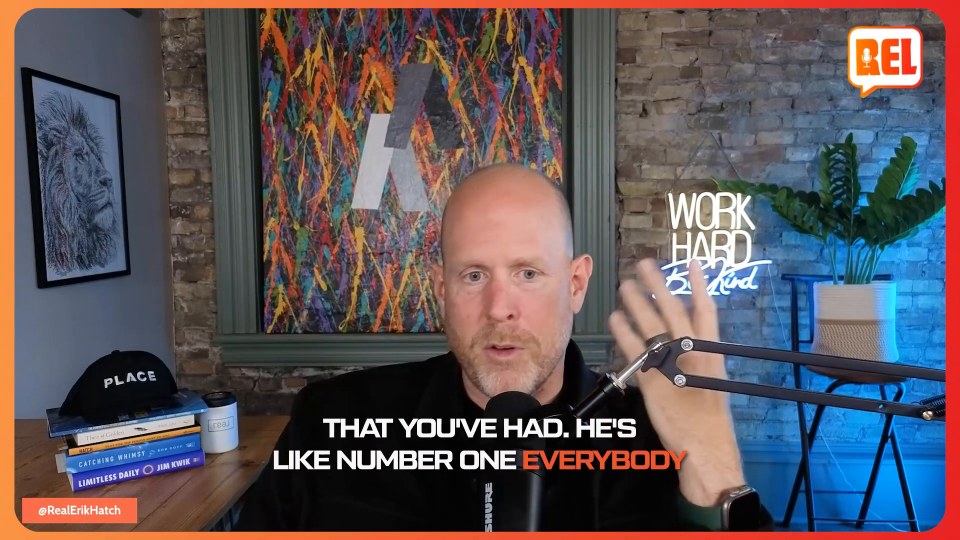 REL
WORK
HARD
Be Kind
PLACE
CATCHING WHIMSY
LIMITLESS DAILY JIM KWIK
THAT YOU'VE HAD. HE'S
LIKE NUMBER ONE EVERYBODY
SHURE
@RealErikHatch